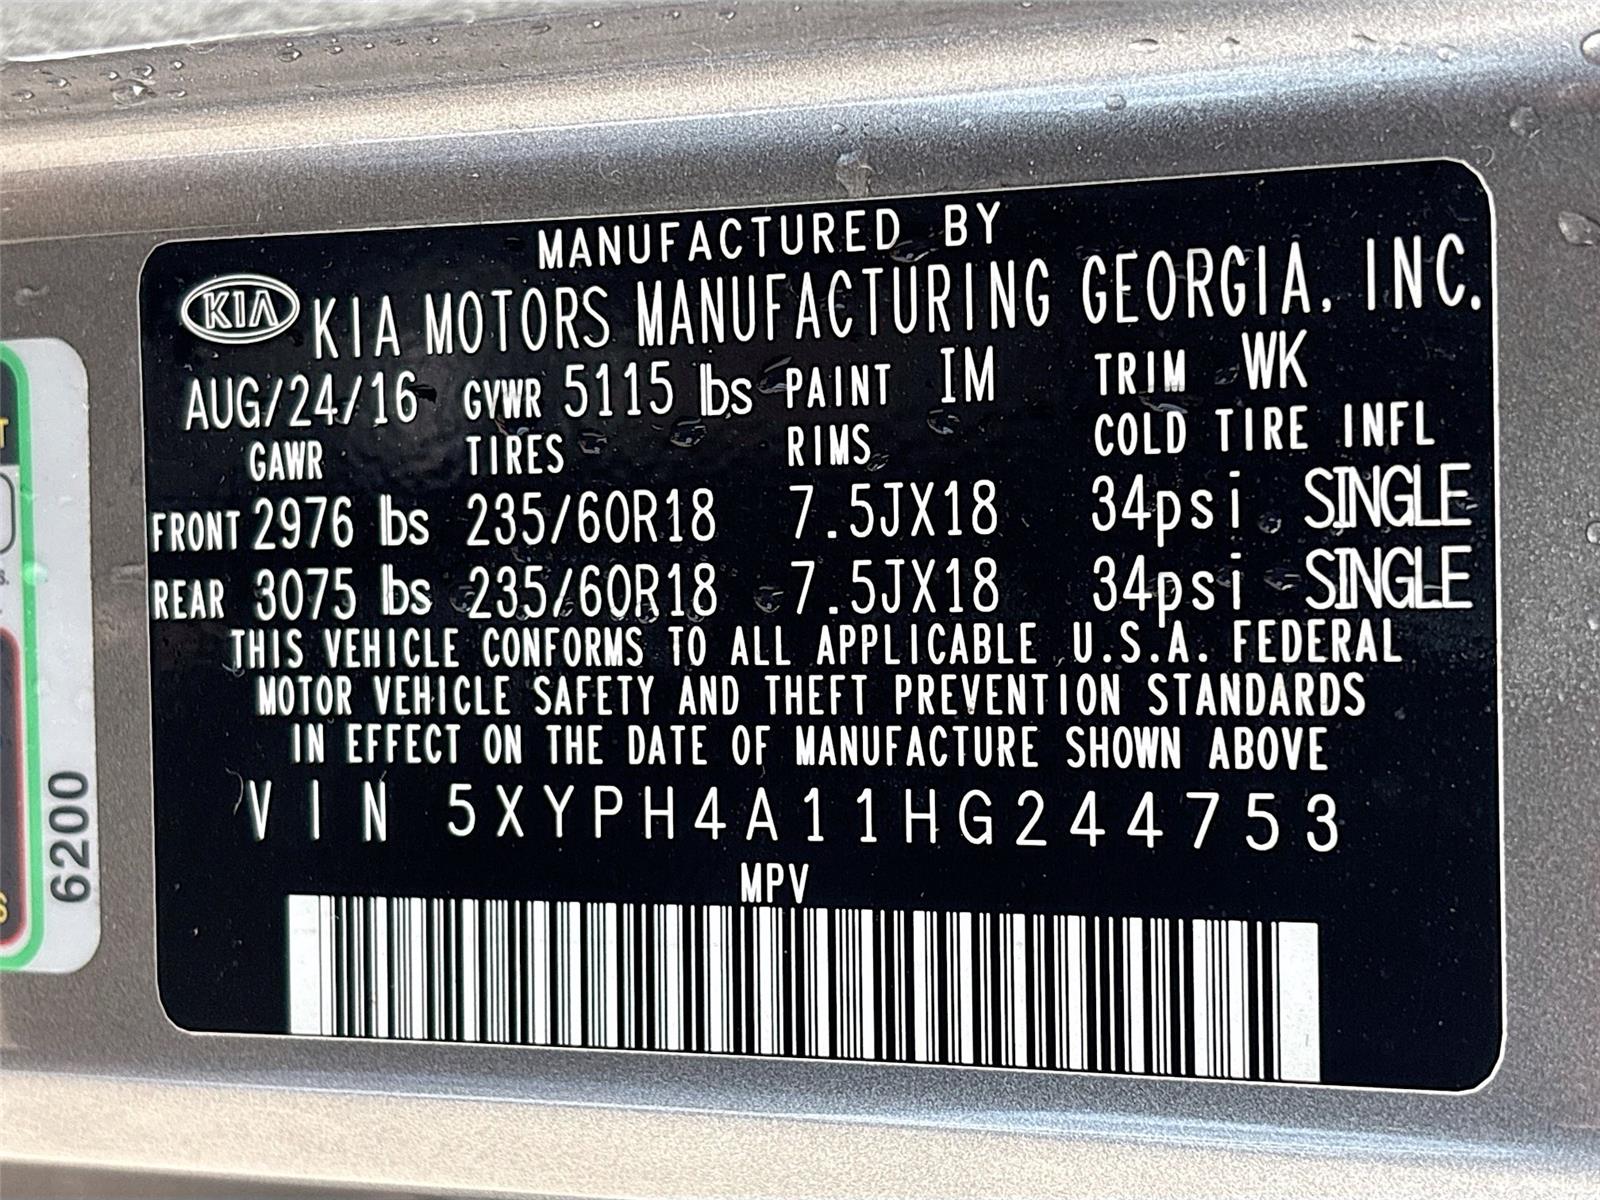 MANUFACTURED BY
KIA KIA MOTORS MANUFACTURING GEORGIA, INC.
AUG/24/16 GVWR 5115 lbs PAINT IM TRIM WK
GAWR TIRES RIMS COLD TIRE INFL
FRONT 2976 lbs 235/60R18 7.5JX18 34psi SINGLE
REAR 3075 lbs 235/60R18 7.5JX18 34psi SINGLE
THIS VEHICLE CONFORMS TO ALL APPLICABLE U.S.A. FEDERAL
MOTOR VEHICLE SAFETY AND THEFT PREVENTION STANDARDS
IN EFFECT ON THE DATE OF MANUFACTURE SHOWN ABOVE
VIN 5XYPH4A11HG244753
MPV
6200